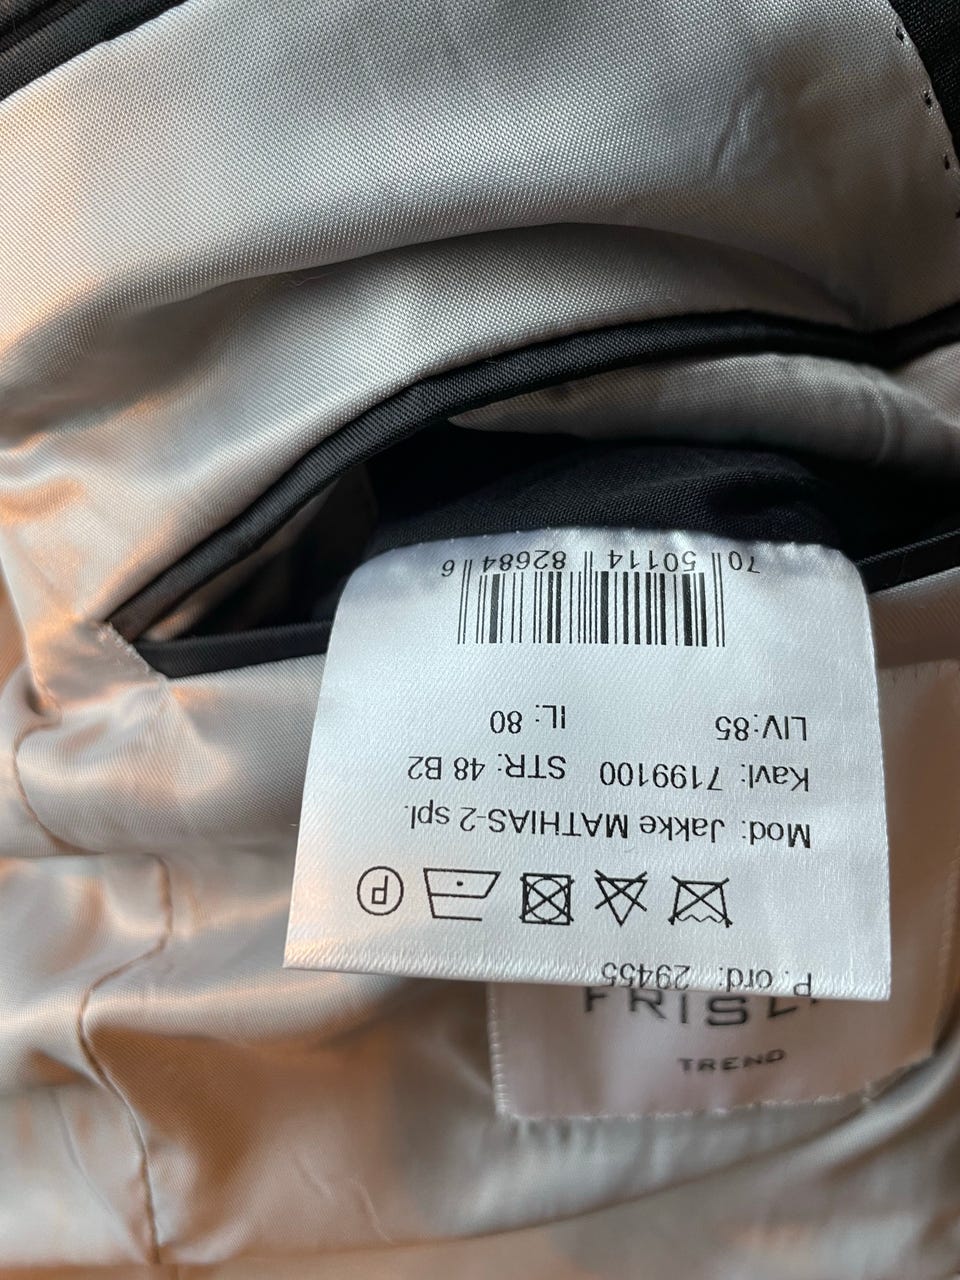 P. ord: 29455
Mod: Jakke MATHIAS-2 spl.
Kavl: 7199100 STR: 48 B2
LIV:85 IL: 80
70 50114 82684 6
P
TREND